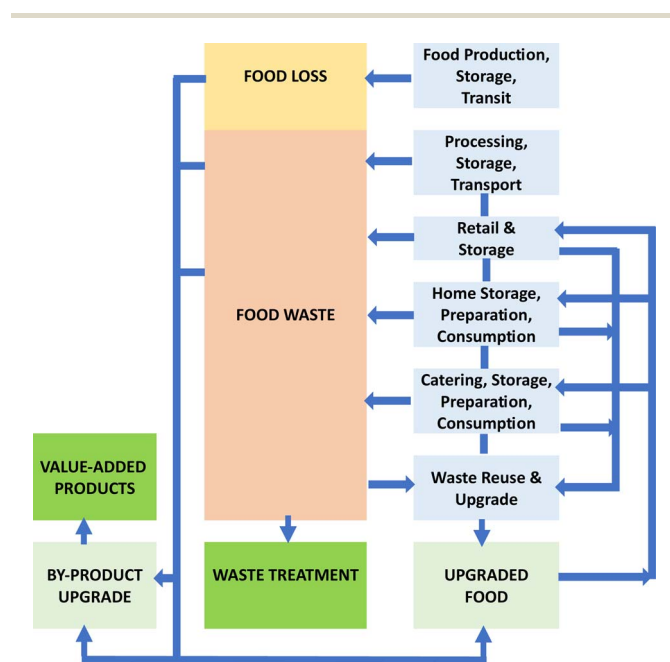 FOOD LOSS
Food Production,
Storage,
Transit
Processing,
Storage,
Transport
Retail &
Storage
FOOD WASTE
Home Storage,
Preparation,
Consumption
Catering, Storage,
Preparation,
Consumption
VALUE-ADDED
PRODUCTS
Waste Reuse &
Upgrade
BY-PRODUCT
UPGRADE
WASTE TREATMENT
UPGRADED
FOOD